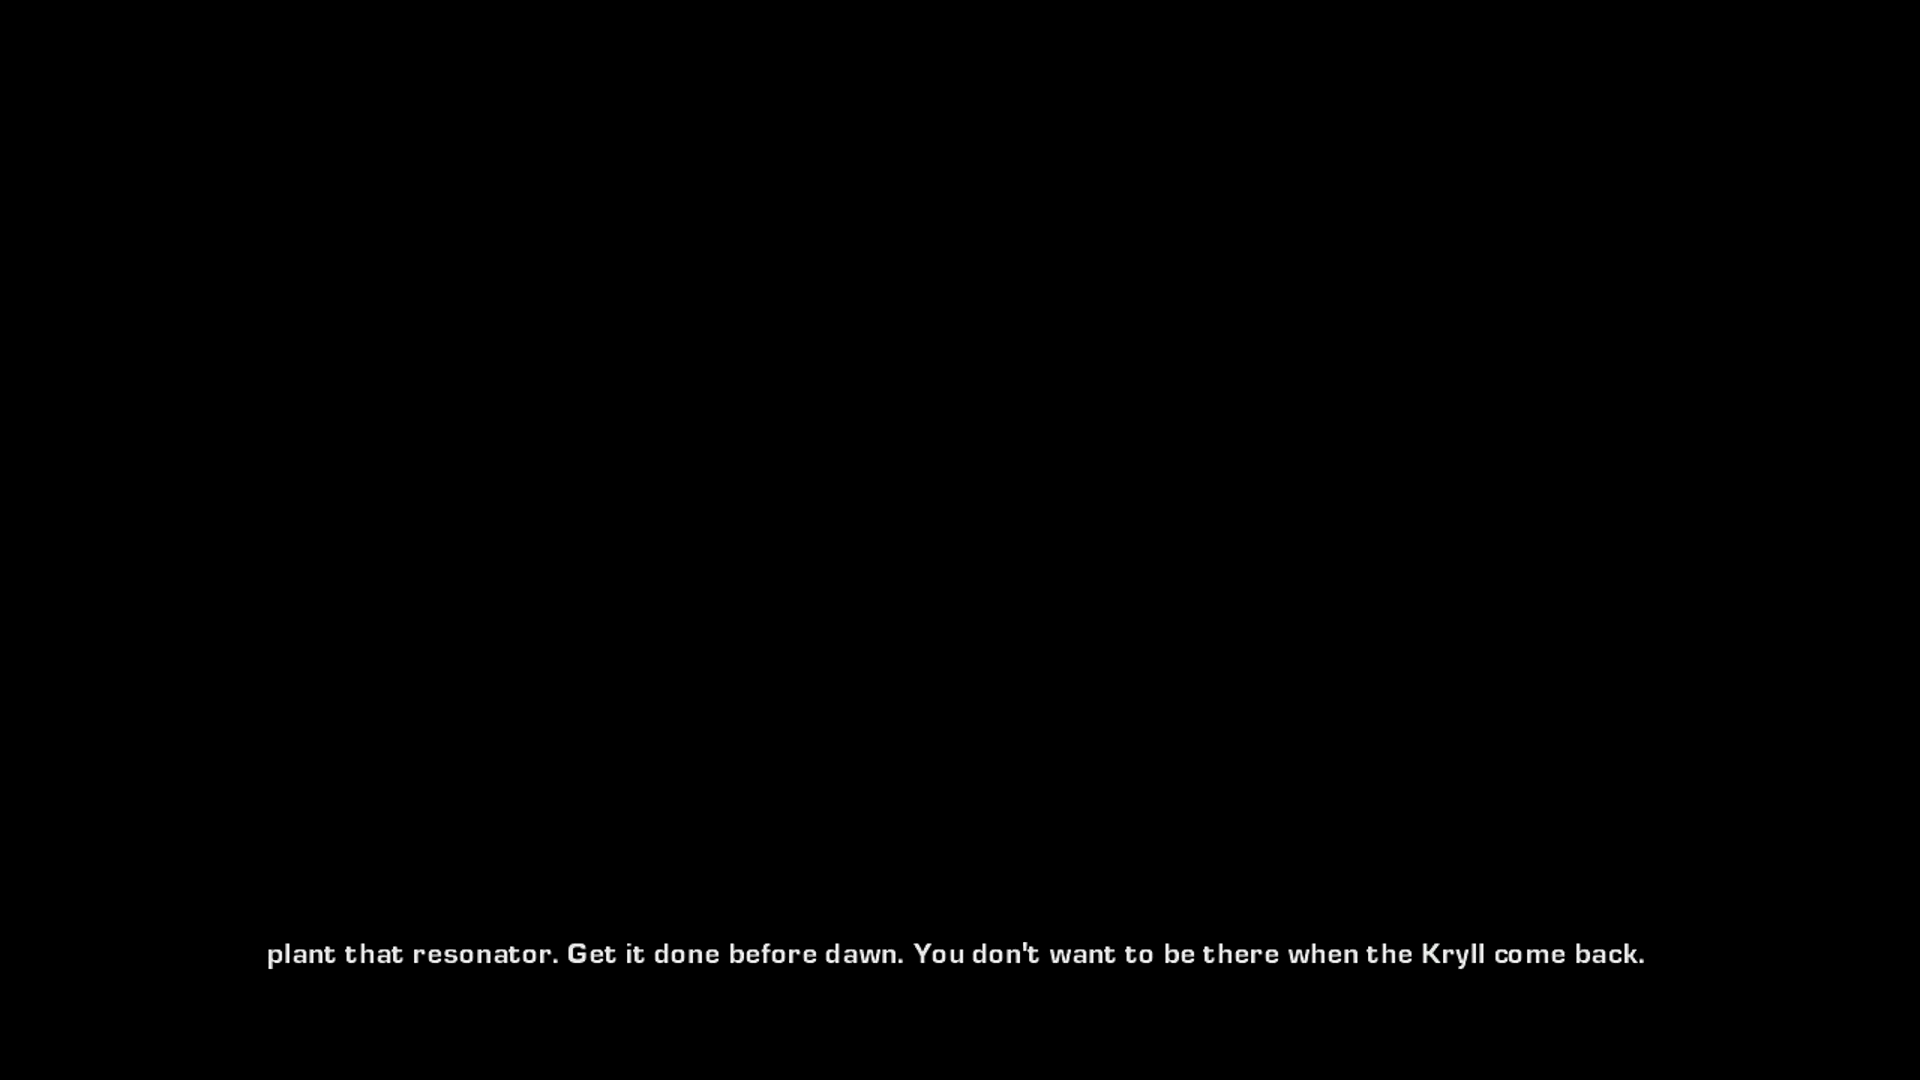 plant that resonator. Get it done before dawn. You don't want to be there when the Kryll come back.